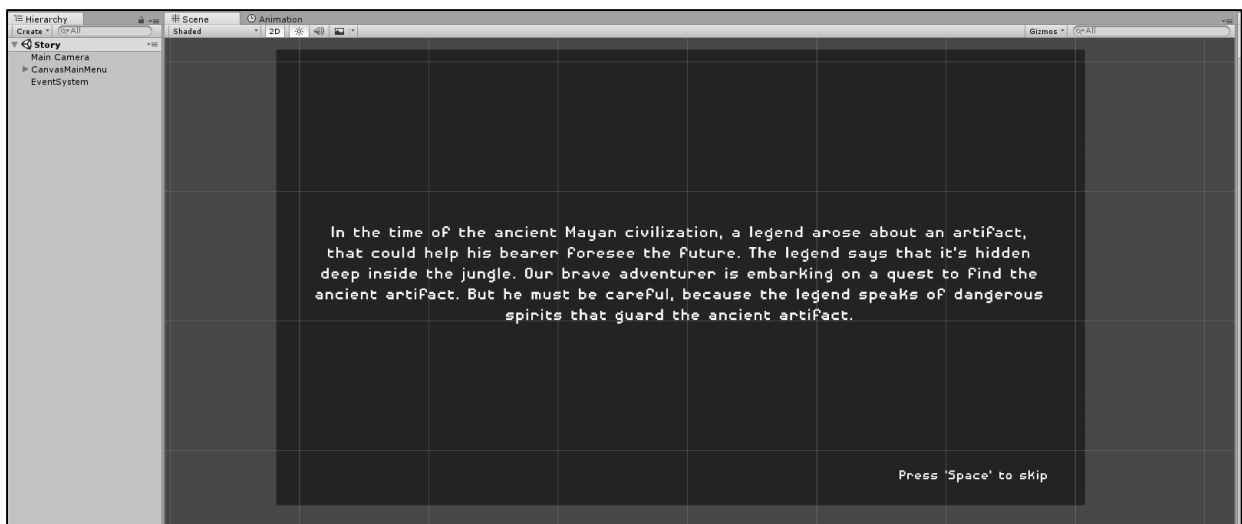 Hierarchy
Create
All
Story
Main Camera
CanvasMainMenu
EventSystem
Scene
Animation
Shaded
2D
Gizmos
All
In the time of the ancient Mayan civilization, a legend arose about an artifact,
that could help his bearer foresee the future. The legend says that it's hidden
deep inside the jungle. Our brave adventurer is embarking on a quest to find the
ancient artifact. But he must be careful, because the legend speaks of dangerous
spirits that guard the ancient artifact.
Press 'Space' to skip